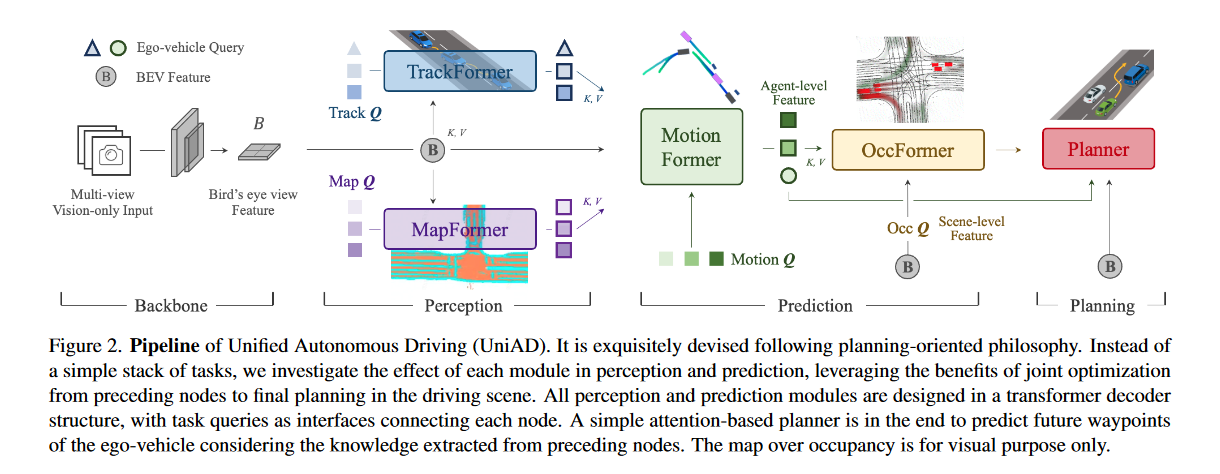 Ego-vehicle Query
B
BEV Feature
Multi-view
Vision-only Input
B
Bird's eye view
Feature
Backbone
TrackFormer
Track Q
K, V
K, V
B
Map Q
K, V
MapFormer
Perception
Motion
Former
Motion Q
Agent-level
Feature
K, V
OccFormer
Occ Q
Scene-level
Feature
B
Prediction
Planner
B
Planning
Figure 2. Pipeline of Unified Autonomous Driving (UniAD). It is exquisitely devised following planning-oriented philosophy. Instead of
a simple stack of tasks, we investigate the effect of each module in perception and prediction, leveraging the benefits of joint optimization
from preceding nodes to final planning in the driving scene. All perception and prediction modules are designed in a transformer decoder
structure, with task queries as interfaces connecting each node. A simple attention-based planner is in the end to predict future waypoints
of the ego-vehicle considering the knowledge extracted from preceding nodes. The map over occupancy is for visual purpose only.